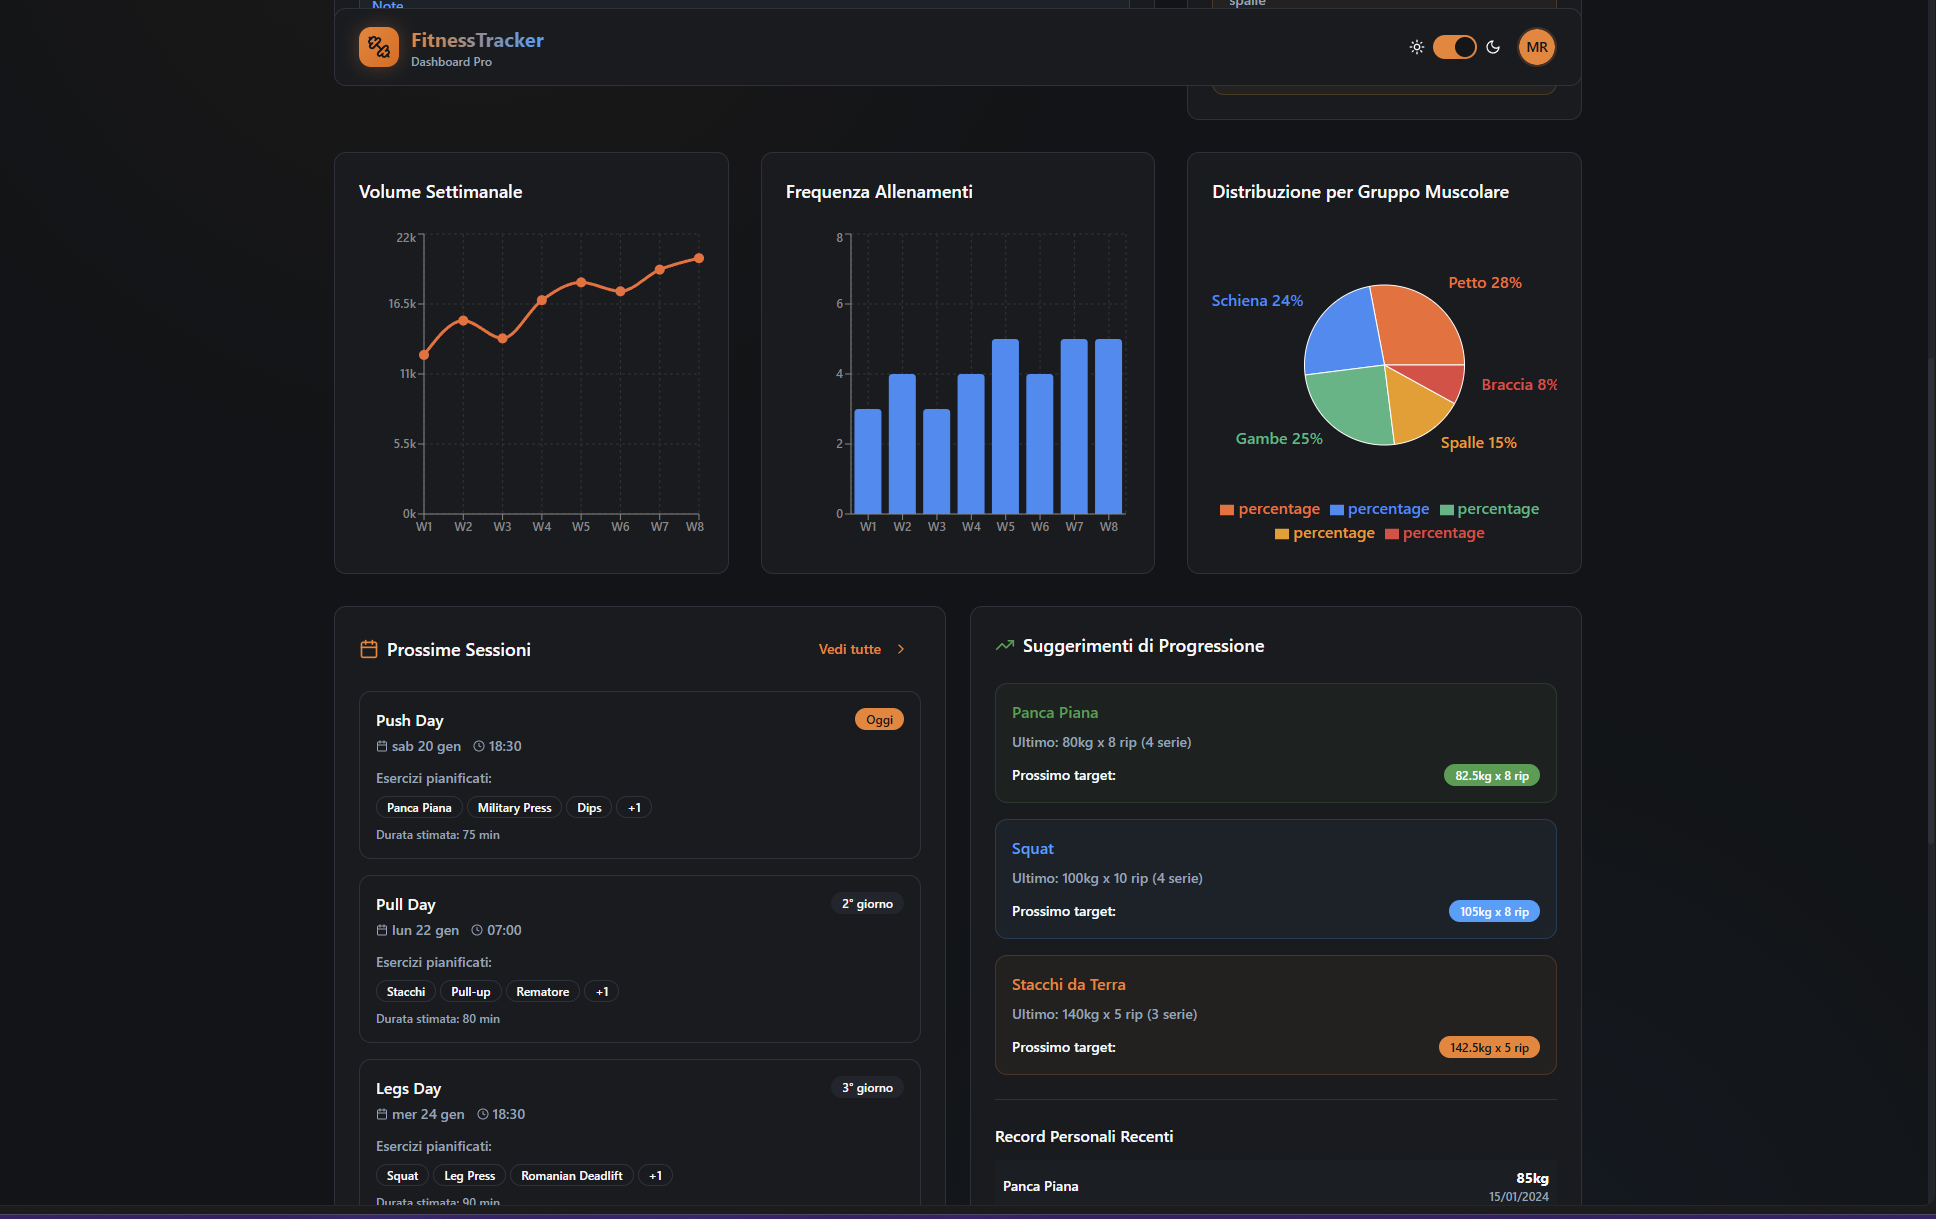 Note
spalle
FitnessTracker
Dashboard Pro
MR
Volume Settimanale
22k
16.5k
11k
5.5k
0k
W1 W2 W3 W4 W5 W6 W7 W8
Frequenza Allenamenti
8
6
4
2
0
W1 W2 W3 W4 W5 W6 W7 W8
Distribuzione per Gruppo Muscolare
Petto 28%
Schiena 24%
Braccia 8%
Gambe 25%
Spalle 15%
percentage percentage percentage
percentage percentage
Prossime Sessioni
Vedi tutte
Push Day
Oggi
sab 20 gen 18:30
Esercizi pianificati:
Panca Piana Military Press Dips +1
Durata stimata: 75 min
Pull Day
2° giorno
lun 22 gen 07:00
Esercizi pianificati:
Stacchi Pull-up Rematore +1
Durata stimata: 80 min
Legs Day
3° giorno
mer 24 gen 18:30
Esercizi pianificati:
Squat Leg Press Romanian Deadlift +1
Durata stimata: 90 min
Suggerimenti di Progressione
Panca Piana
Ultimo: 80kg x 8 rip (4 serie)
Prossimo target:
82.5kg x 8 rip
Squat
Ultimo: 100kg x 10 rip (4 serie)
Prossimo target:
105kg x 8 rip
Stacchi da Terra
Ultimo: 140kg x 5 rip (3 serie)
Prossimo target:
142.5kg x 5 rip
Record Personali Recenti
Panca Piana
85kg
15/01/2024